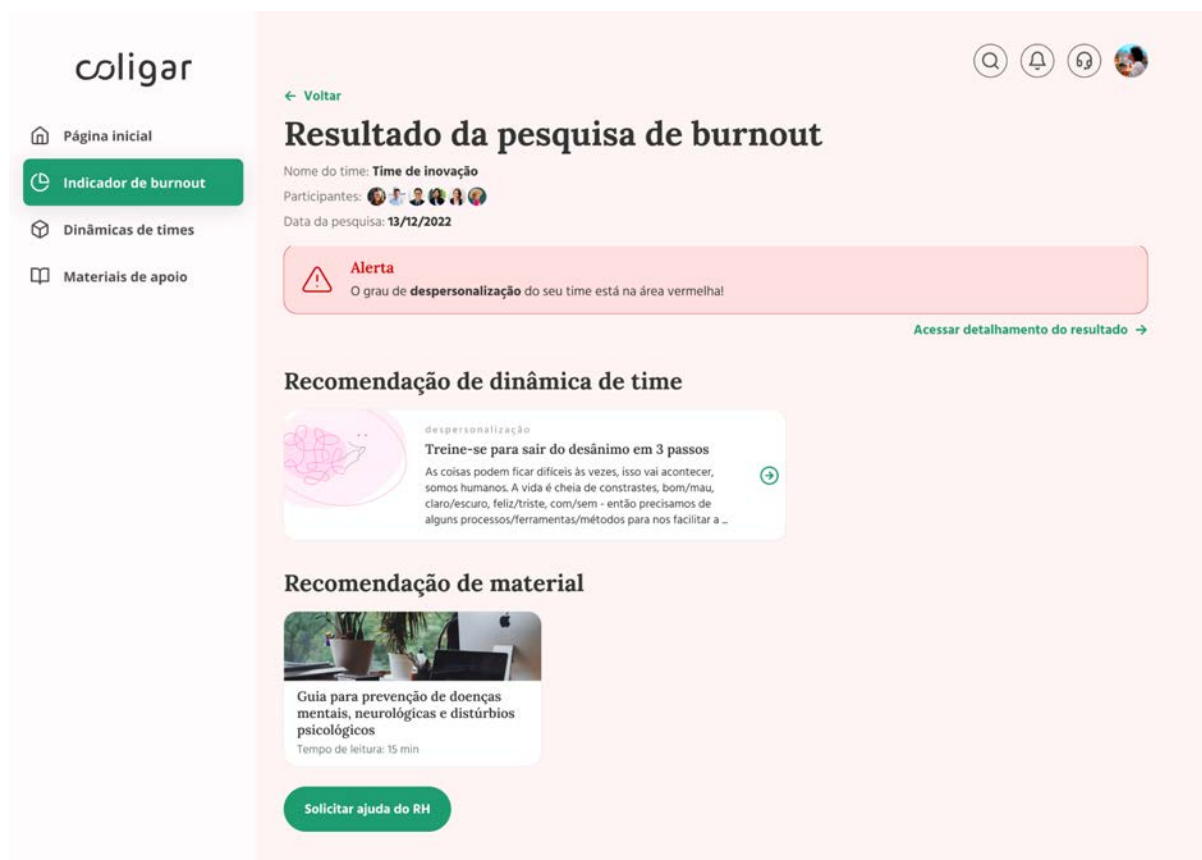 coligar
Página inicial
Indicador de burnout
Dinâmicas de times
Materiais de apoio
← Voltar
Resultado da pesquisa de burnout
Nome do time: Time de inovação
Participantes:
Data da pesquisa: 13/12/2022
Alerta
O grau de despersonalização do seu time está na área vermelha!
Acessar detalhamento do resultado →
Recomendação de dinâmica de time
despersonalização
Treine-se para sair do desânimo em 3 passos
As coisas podem ficar difíceis às vezes, isso vai acontecer,
somos humanos. A vida é cheia de constrastes, bom/mau,
claro/escuro, feliz/triste, com/sem - então precisamos de
alguns processos/ferramentas/métodos para nos facilitar a ...
Recomendação de material
Guia para prevenção de doenças
mentais, neurológicas e distúrbios
psicológicos
Tempo de leitura: 15 min
Solicitar ajuda do RH